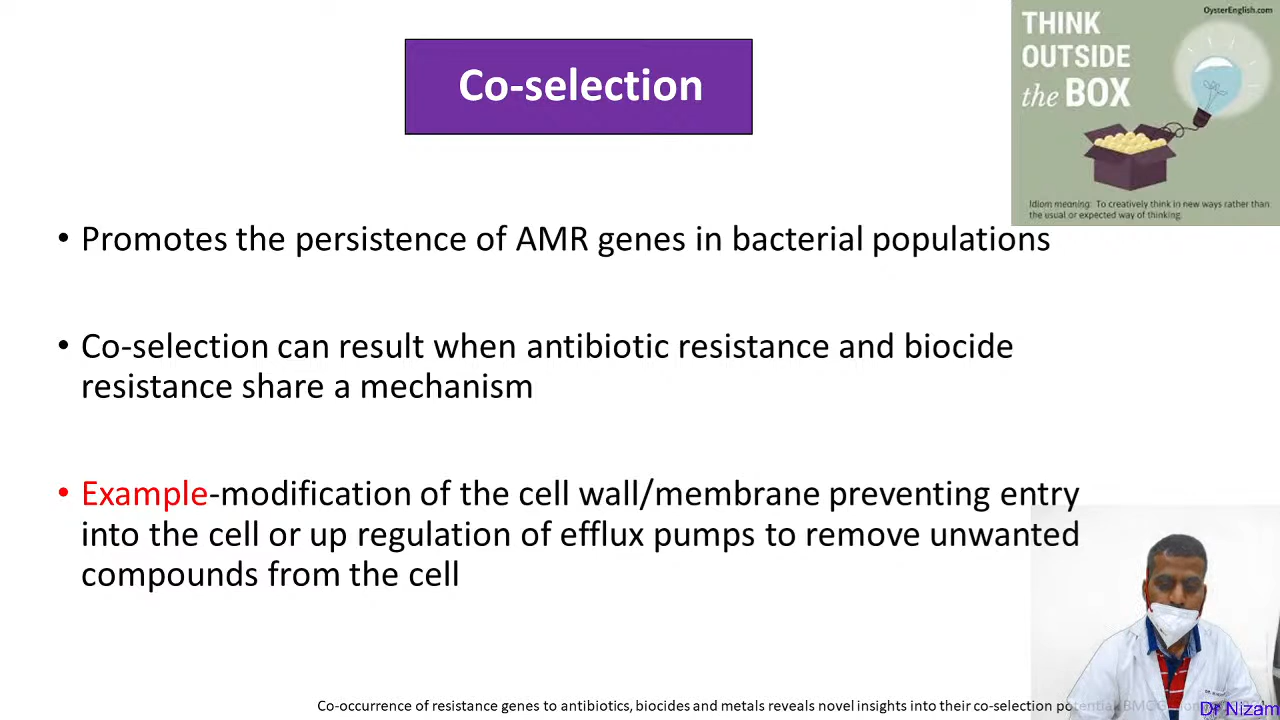 OysterEnglish.com
THINK
OUTSIDE
the BOX
Idiom meaning: To creatively think in new ways rather than
the usual or expected way of thinking.
Co-selection
• Promotes the persistence of AMR genes in bacterial populations
• Co-selection can result when antibiotic resistance and biocide
resistance share a mechanism
• Example-modification of the cell wall/membrane preventing entry
into the cell or up regulation of efflux pumps to remove unwanted
compounds from the cell
Co-occurrence of resistance genes to antibiotics, biocides and metals reveals novel insights into their co-selection potential BMC
Dr Nizam